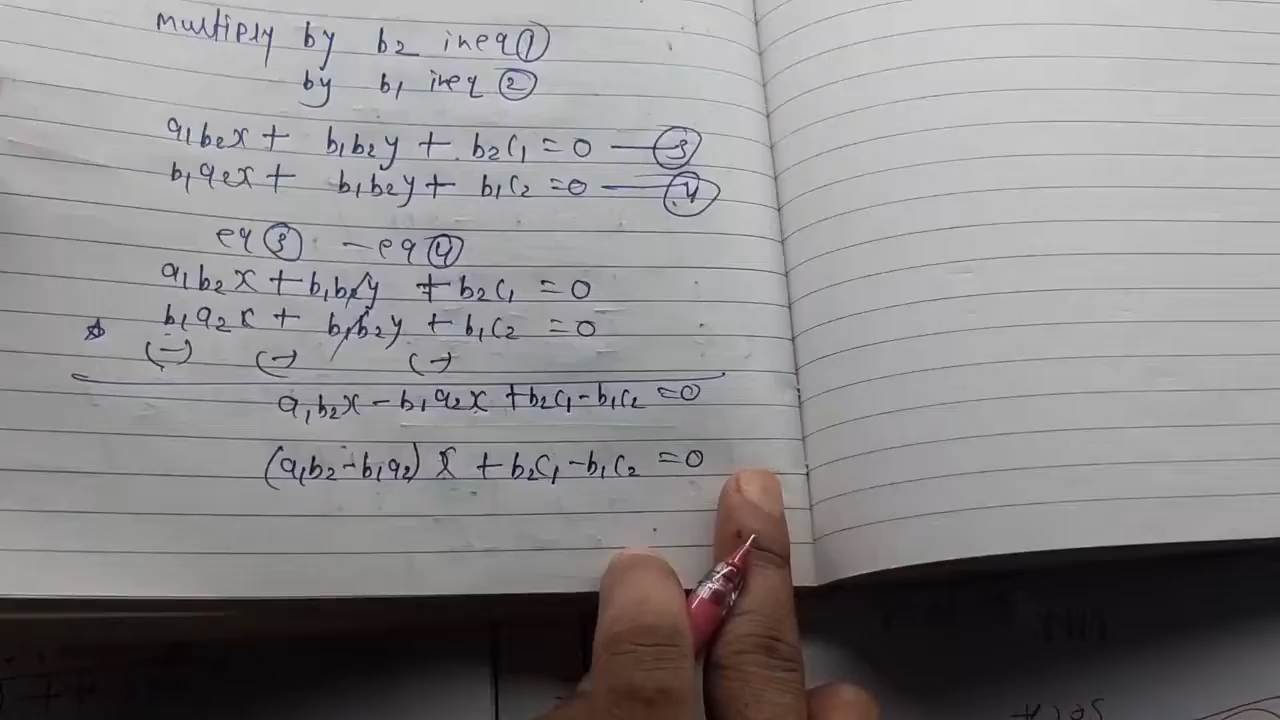 multiply by b2 in eq ①
by b1 in eq ②
a1b2x + b1b2y + b2c1 = 0 — ③
b1a2x + b1b2y + b1c2 = 0 — ④
eq ③ - eq ④
a1b2x + b1b2y + b2c1 = 0
b1a2x + b1b2y + b1c2 = 0
(-) (-) (-)
a1b2x - b1a2x + b2c1 - b1c2 = 0
(a1b2 - b1a2) x + b2c1 - b1c2 = 0